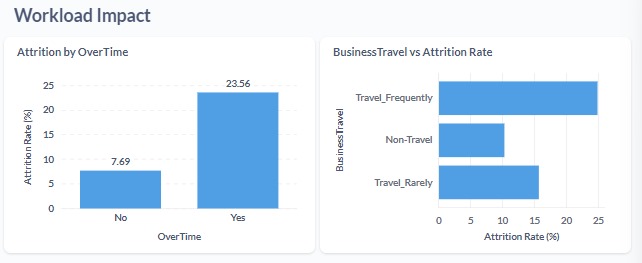 Workload Impact
Attrition by OverTime
Attrition Rate (%)
25
20
15
10
5
0
7.69
23.56
No
Yes
OverTime
BusinessTravel vs Attrition Rate
BusinessTravel
Travel_Frequently
Non-Travel
Travel_Rarely
0 5 10 15 20 25
Attrition Rate (%)